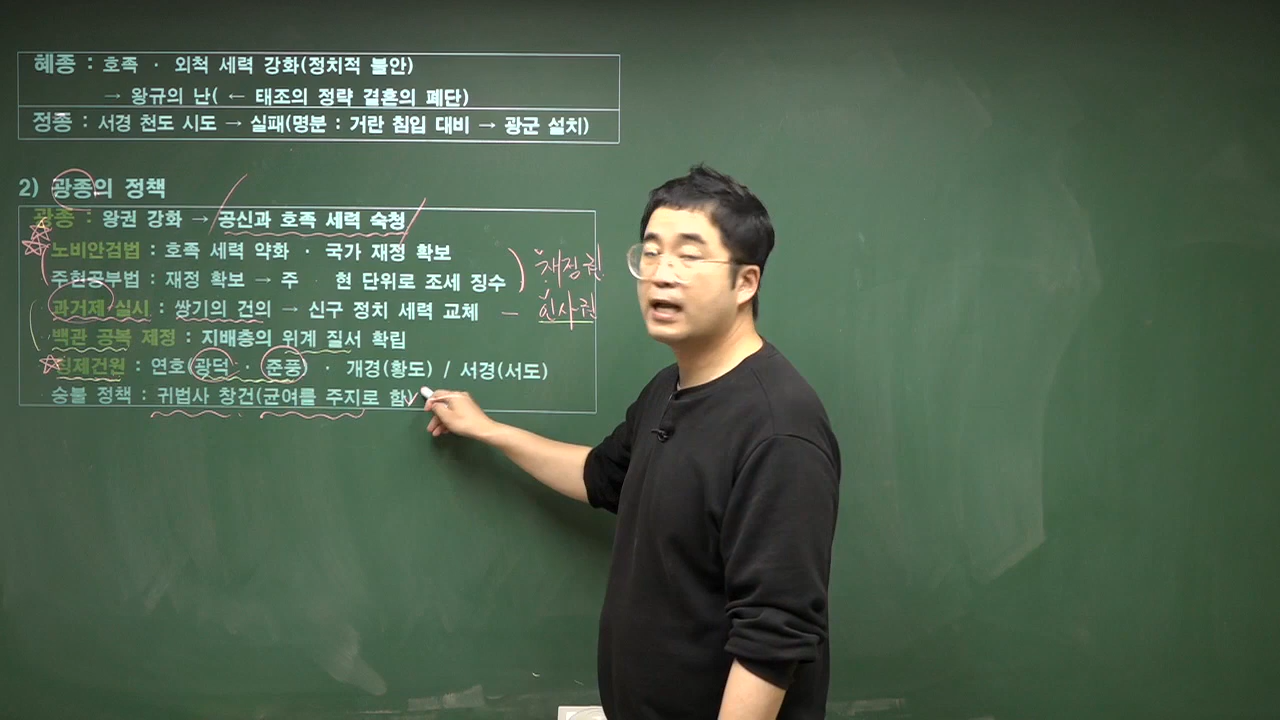 혜종 : 호족 · 외척 세력 강화(정치적 불안)
→ 왕규의 난( ← 태조의 정략 결혼의 폐단)
정종 : 서경 천도 시도 → 실패(명분 : 거란 침입 대비 → 광군 설치)
2) 광종의 정책
광종 : 왕권 강화 → 공신과 호족 세력 숙청
노비안검법 : 호족 세력 약화 · 국가 재정 확보
주현공부법 : 재정 확보 → 주 현 단위로 조세 징수
재정권
과거제 실시 : 쌍기의 건의 → 신구 정치 세력 교체 - 인사권
백관 공복 제정 : 지배층의 위계 질서 확립
칭제건원 : 연호(광덕 · 준풍) · 개경(황도) / 서경(서도)
숭불 정책 : 귀법사 창건(균여를 주지로 함)